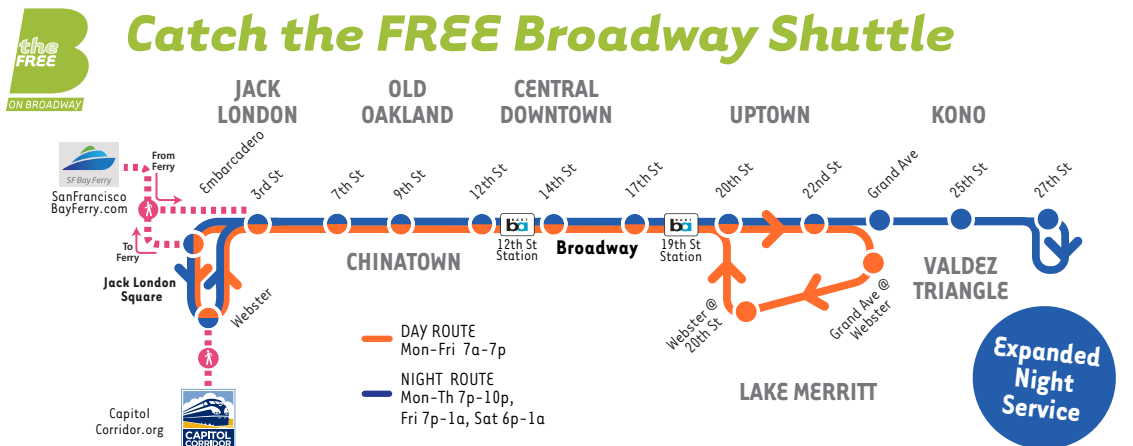 the
FREE
B
ON BROADWAY
Catch the FREE Broadway Shuttle
JACK
LONDON
OLD
OAKLAND
CENTRAL
DOWNTOWN
UPTOWN
KONO
SF Bay Ferry
SanFrancisco
BayFerry.com
From
Ferry
To
Ferry
Embarcadero
3rd St
7th St
9th St
12th St
14th St
17th St
20th St
22nd St
Grand Ave
25th St
27th St
BART
ba
12th St
Station
Broadway
BART
ba
19th St
Station
Jack London
Square
Webster
CHINATOWN
VALDEZ
TRIANGLE
Webster @
20th St
Grand Ave @
Webster
DAY ROUTE
Mon-Fri 7a-7p
NIGHT ROUTE
Mon-Th 7p-10p,
Fri 7p-1a, Sat 6p-1a
LAKE MERRITT
Expanded
Night
Service
Capitol
Corridor.org
CAPITOL
CORRIDOR